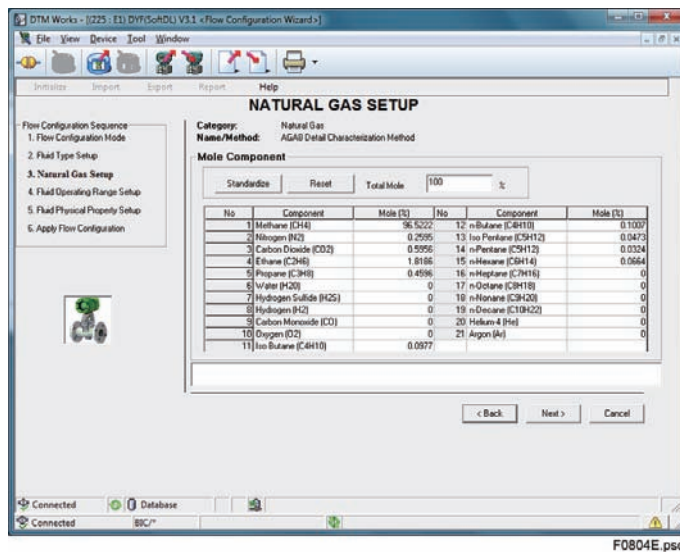 DTM Works - [(225 : E1) DYF(SoftDL) V3.1 <Flow Configuration Wizard>]
File View Device Tool Window
Initialize Import Export Report Help
NATURAL GAS SETUP
Flow Configuration Sequence
1. Flow Configuration Mode
2. Fluid Type Setup
3. Natural Gas Setup
4. Fluid Operating Range Setup
5. Fluid Physical Property Setup
6. Apply Flow Configuration
Category: Natural Gas
Name/Method: AGA8 Detail Characterization Method
Mole Component
Standardize Reset Total Mole 100 %
No Component Mole (%) No Component Mole (%)
1 Methane (CH4) 96.5222 12 n-Butane (C4H10) 0.1007
2 Nitrogen (N2) 0.2595 13 Iso Pentane (C5H12) 0.0473
3 Carbon Dioxide (CO2) 0.5956 14 n-Pentane (C5H12) 0.0324
4 Ethane (C2H6) 1.8186 15 n-Hexane (C6H14) 0.0664
5 Propane (C3H8) 0.4596 16 n-Heptane (C7H16) 0
6 Water (H2O) 0 17 n-Octane (C8H18) 0
7 Hydrogen Sulfide (H2S) 0 18 n-Nonane (C9H20) 0
8 Hydrogen (H2) 0 19 n-Decane (C10H22) 0
9 Carbon Monoxide (CO) 0 20 Helium-4 (He) 0
10 Oxygen (O2) 0 21 Argon (Ar) 0
11 Iso Butane (C4H10) 0.0977
< Back Next > Cancel
Connected Database
Connected
F0804E.psd